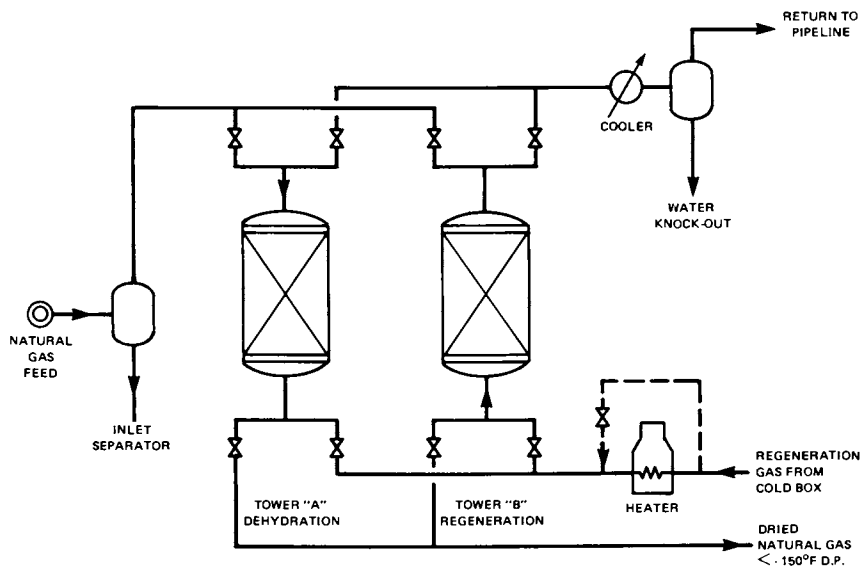 RETURN TO
PIPELINE
COOLER
WATER
KNOCK-OUT
NATURAL
GAS
FEED
INLET
SEPARATOR
TOWER "A"
DEHYDRATION
TOWER "B"
REGENERATION
HEATER
REGENERATION
GAS FROM
COLD BOX
DRIED
NATURAL GAS
< - 150°F D.P.